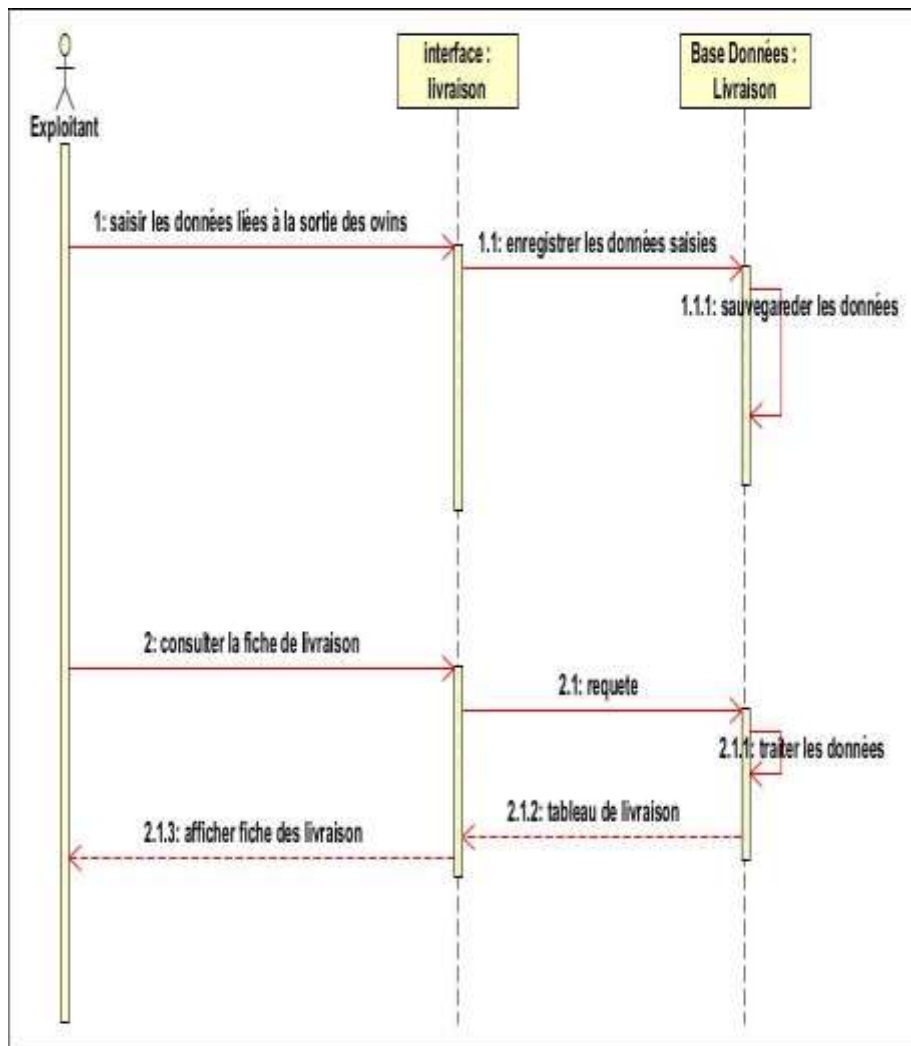 interface :
livraison
Base Données :
Livraison
Exploitant
1: saisir les données liées à la sortie des ovins
1.1: enregistrer les données saisies
1.1.1: sauvegareder les données
2: consulter la fiche de livraison
2.1: requete
2.1.1: traiter les données
2.1.2: tableau de livraison
2.1.3: afficher fiche des livraison